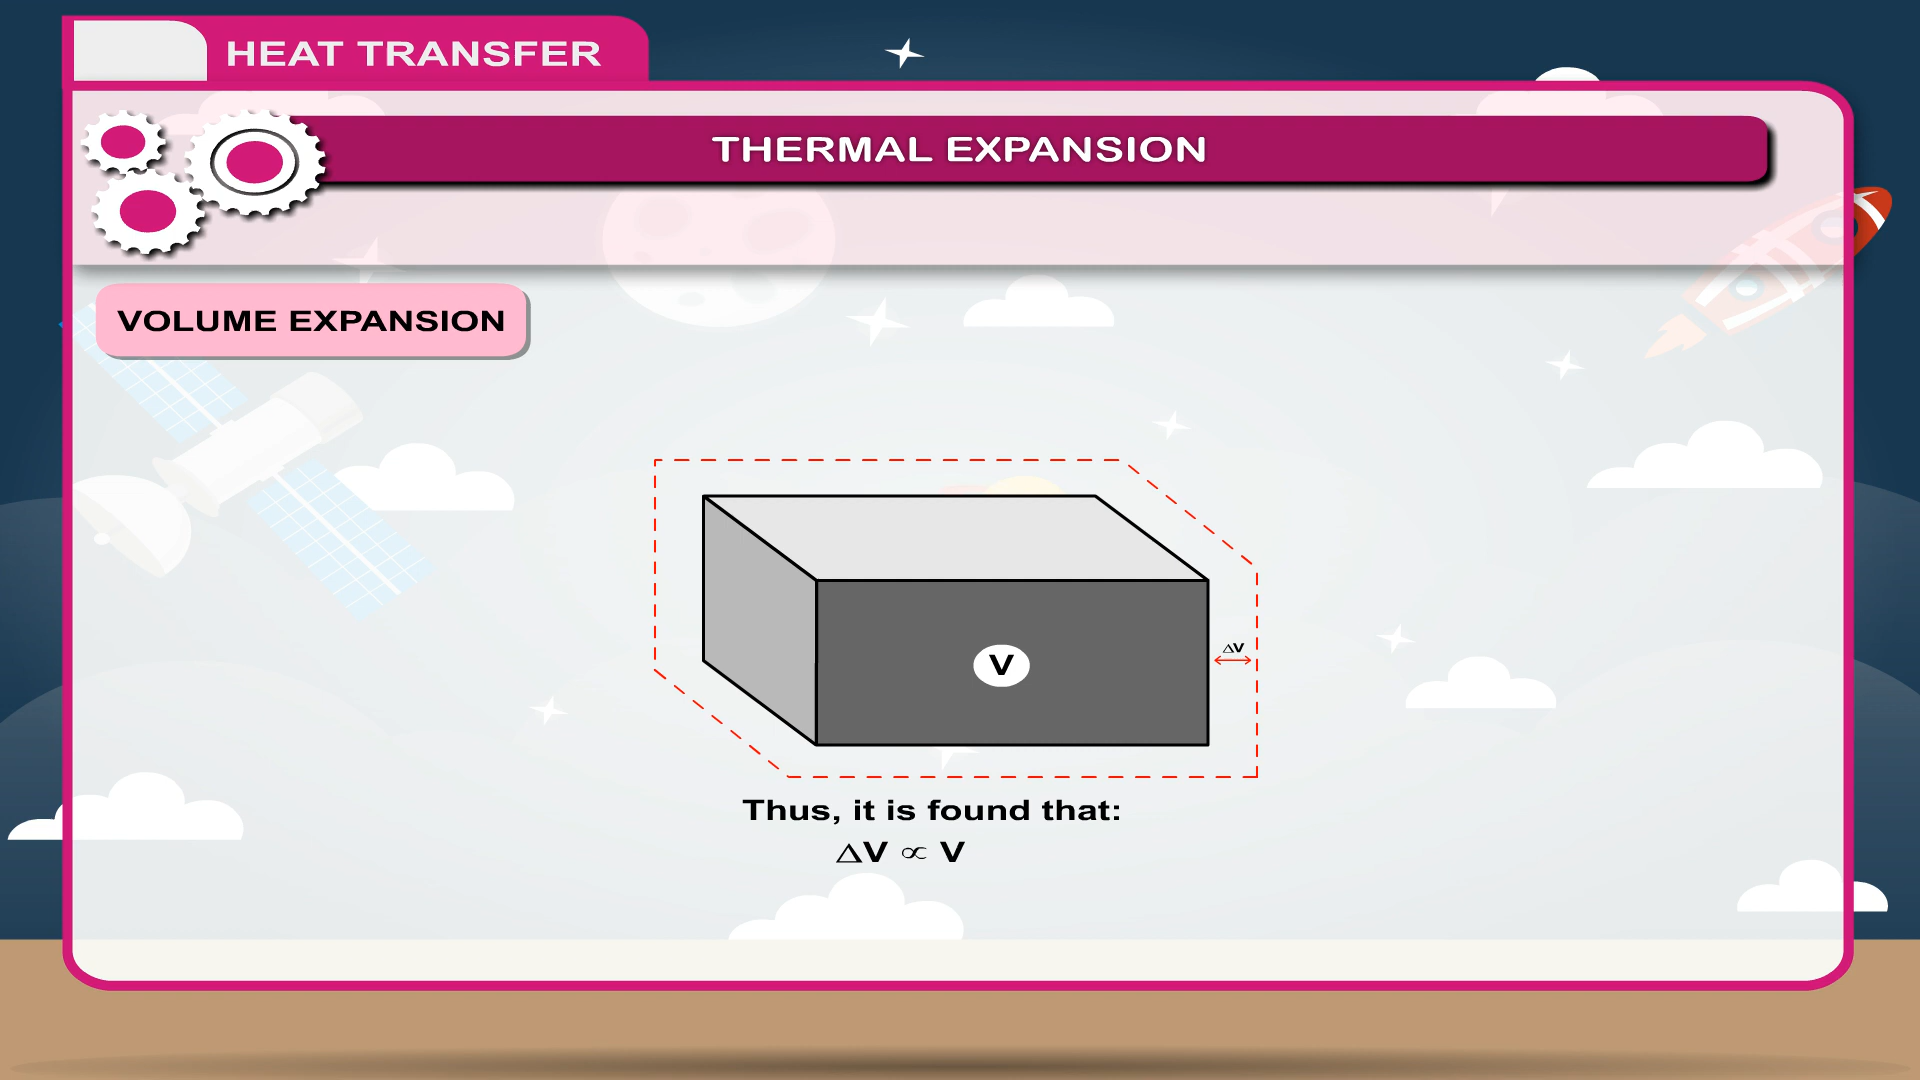 HEAT TRANSFER
THERMAL EXPANSION
VOLUME EXPANSION
V
ΔV
Thus, it is found that:
ΔV ∝ V